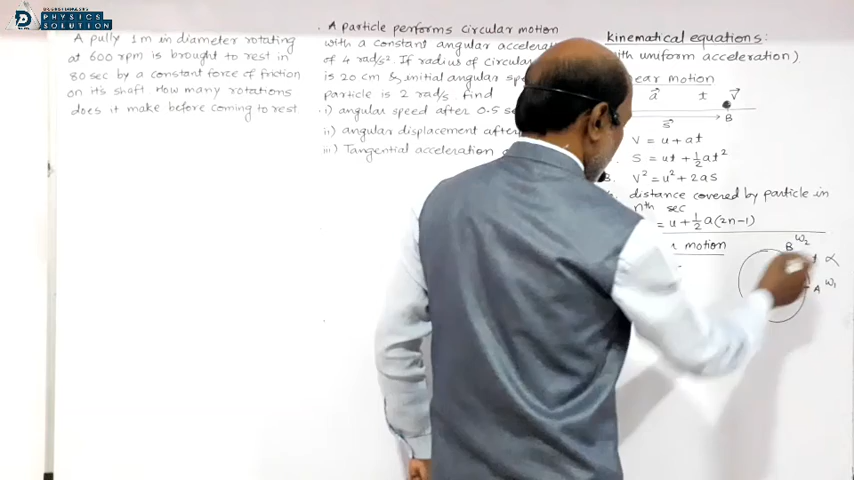 PHYSICS
SOLUTION
A pully 1m in diameter rotating
at 600 rpm is brought to rest in
80 sec by a constant force of friction
on it's shaft How many rotations
does it make before coming to rest
A particle performs circular motion
with a constant angular accelera
of 4 rad/s². If radius of circular
is 20 cm & initial angular spe
particle is 2 rad/s. find
i) angular speed after 0.5 se
ii) angular displacement after
iii) Tangential acceleration
kinematical equations:
with uniform acceleration)
ear motion
a ± V
B
s
V = u + at
S = ut + ½at²
3. V² = u² + 2as
distance covered by particle in
nth sec
= u + ½a(2n-1)
motion
B ω₂
α
A ω₁